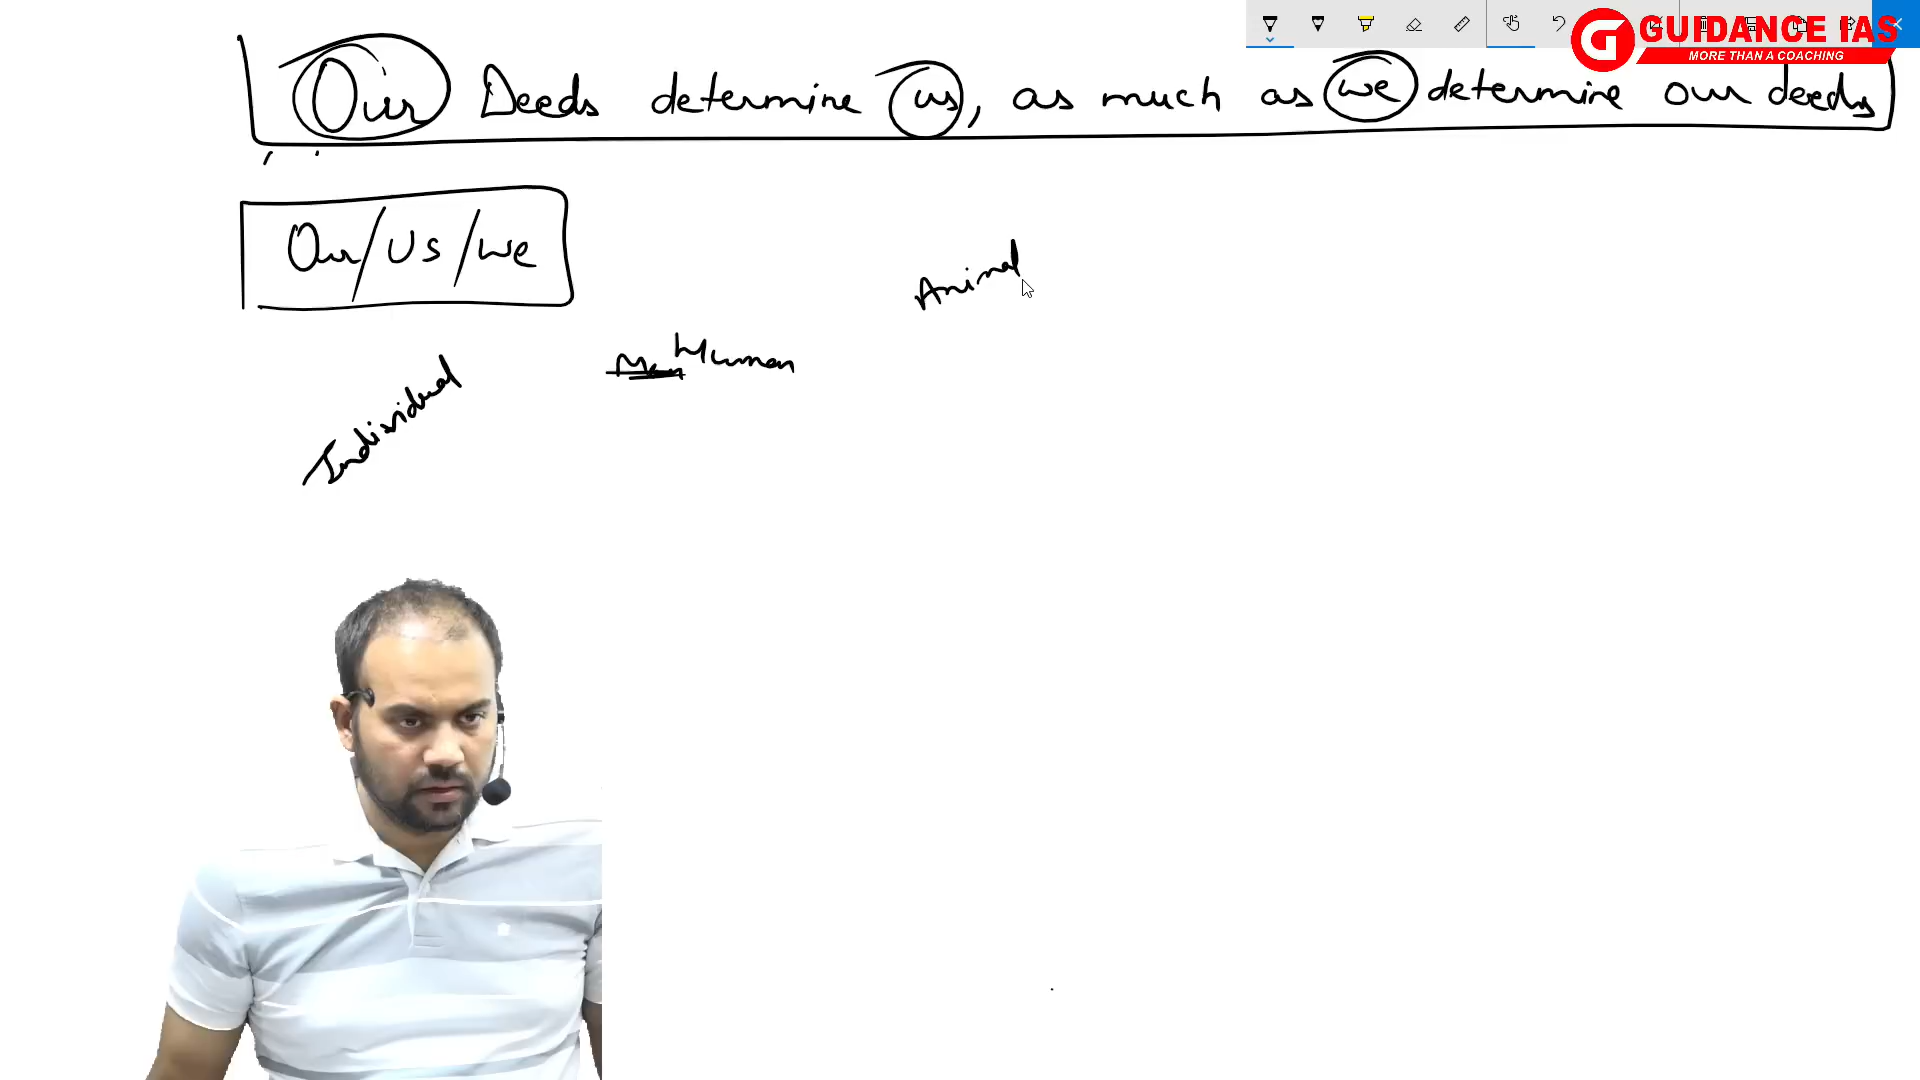 GUIDANCE IAS
MORE THAN A COACHING
Our Deeds determine us, as much as we determine our deeds
Our/Us/we
Animal
Man Human
Individual